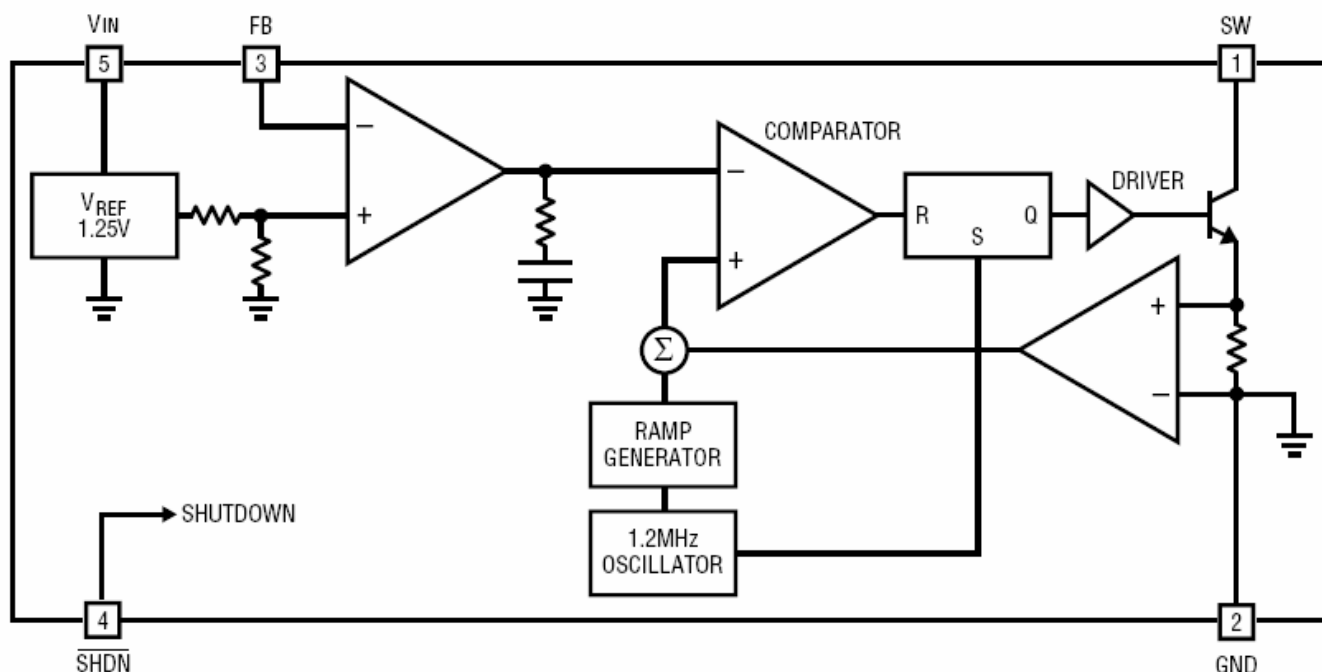 VIN
FB
SW
5
3
1
VREF
1.25V
−
+
COMPARATOR
−
+
R
Q
S
DRIVER
Σ
+
−
RAMP
GENERATOR
1.2MHz
OSCILLATOR
SHUTDOWN
4
2
SHDN
GND